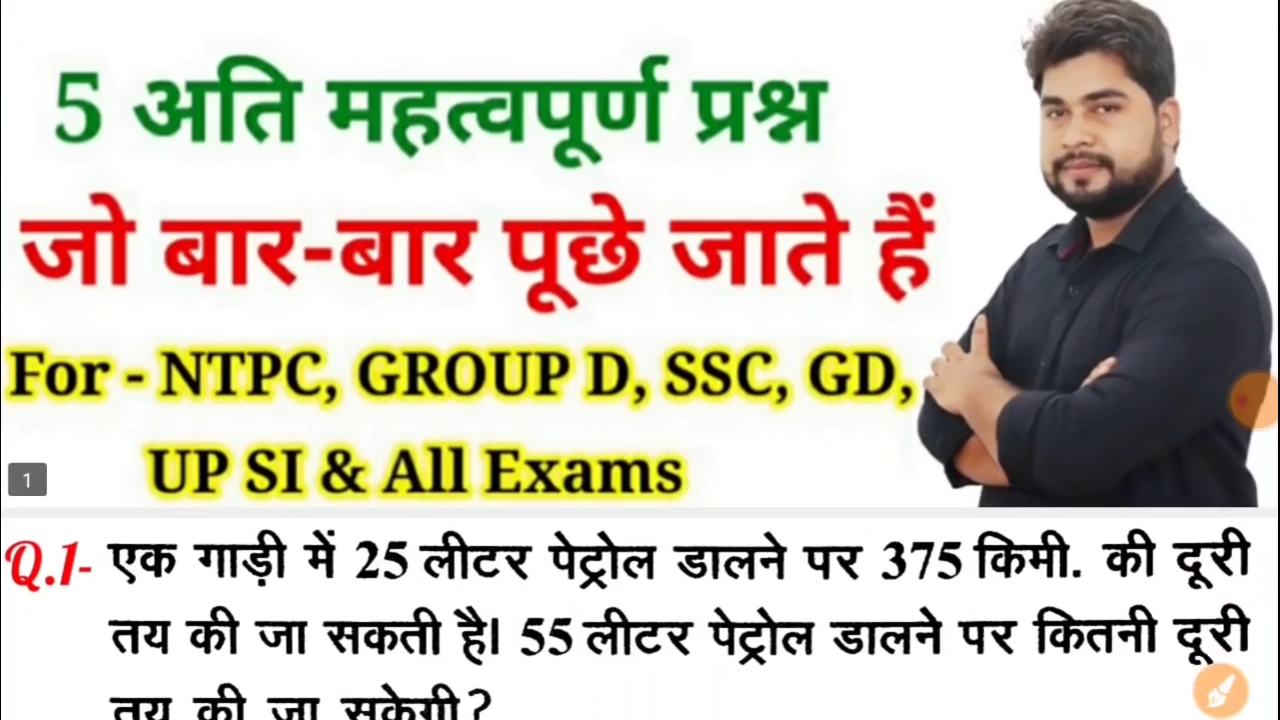 5 अति महत्वपूर्ण प्रश्न
जो बार-बार पूछे जाते हैं
For - NTPC, GROUP D, SSC, GD,
UP SI & All Exams
1
Q.1- एक गाड़ी में 25 लीटर पेट्रोल डालने पर 375 किमी. की दूरी
तय की जा सकती है। 55 लीटर पेट्रोल डालने पर कितनी दूरी
तय की जा सकेगी?